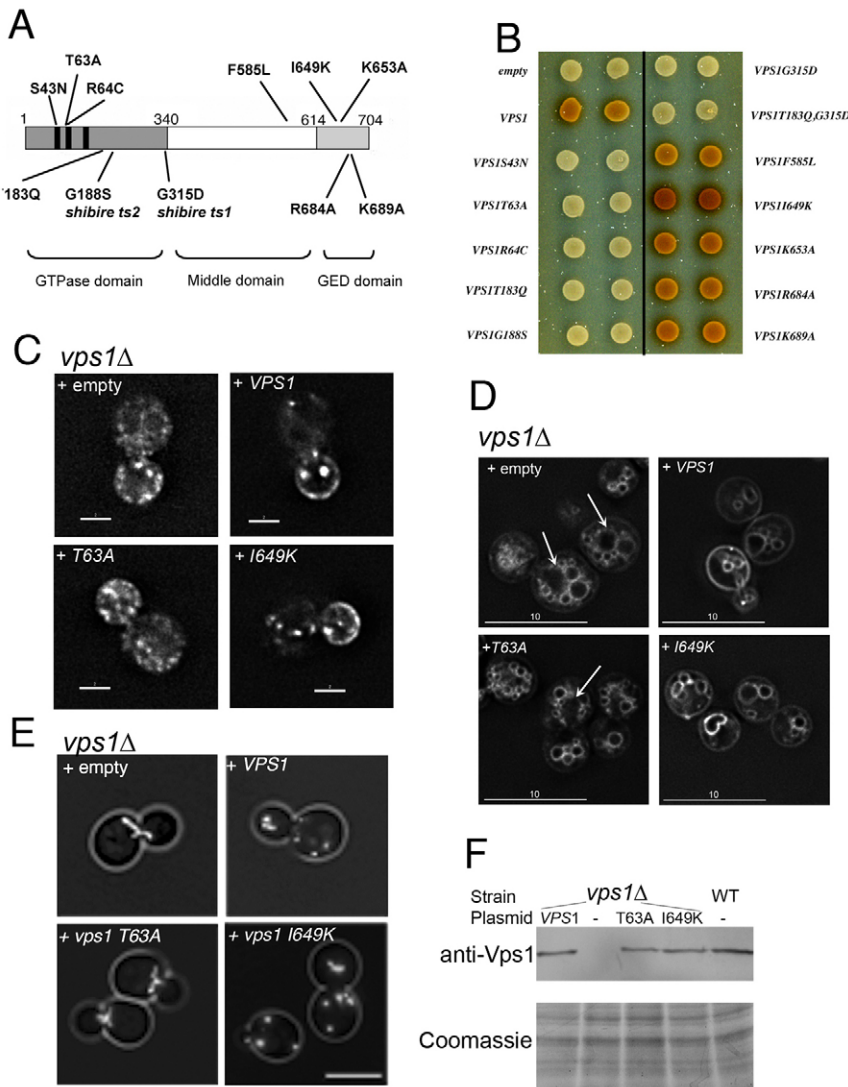 A
T63A
S43N
R64C
F585L
I649K
K653A
1
340
614
704
183Q
G188S
shibire ts2
G315D
shibire ts1
R684A
K689A
GTPase domain
Middle domain
GED domain
B
empty
VPS1
VPS1S43N
VPS1T63A
VPS1R64C
VPS1T183Q
VPS1G188S
VPS1G315D
VPS1T183Q,G315D
VPS1F585L
VPS1I649K
VPS1K653A
VPS1R684A
VPS1K689A
C
vps1Δ
+ empty
+ VPS1
+ T63A
+ I649K
D
vps1Δ
+ empty
+ VPS1
10
10
+T63A
+ I649K
10
10
E
vps1Δ
+ empty
+ VPS1
+ vps1 T63A
+ vps1 I649K
F
Strain vps1Δ WT
Plasmid VPS1 - T63A I649K -
anti-Vps1
Coomassie